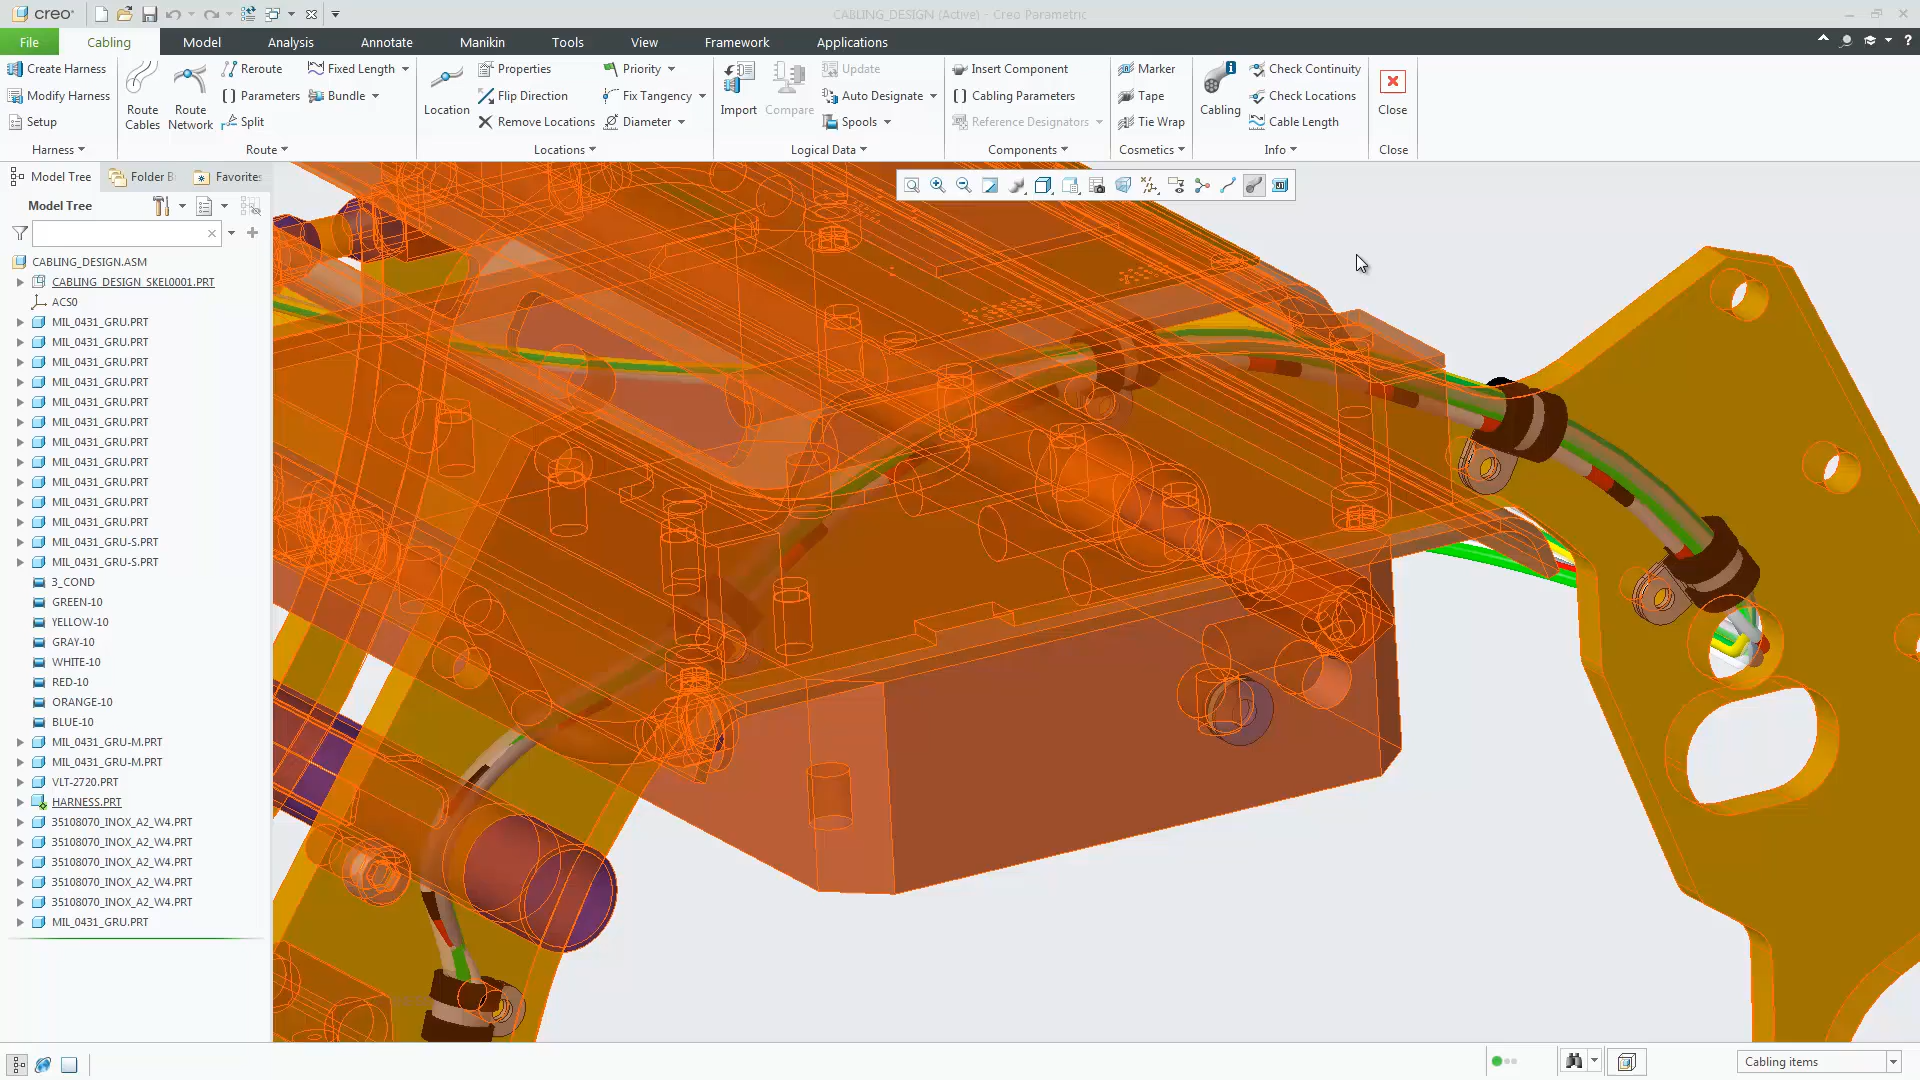 creo
CABLING_DESIGN (Active) - Creo Parametric
File
Cabling
Model
Analysis
Annotate
Manikin
Tools
View
Framework
Applications
Create Harness
Modify Harness
Setup
Harness
Route Cables
Route Network
Reroute
Parameters
Split
Fixed Length
Bundle
Route
Location
Properties
Flip Direction
Remove Locations
Priority
Fix Tangency
Diameter
Locations
Import
Compare
Update
Auto Designate
Spools
Logical Data
Insert Component
Cabling Parameters
Reference Designators
Components
Marker
Tape
Tie Wrap
Cosmetics
Cabling
Check Continuity
Check Locations
Cable Length
Info
Close
Close
Model Tree
Folder B
Favorites
Model Tree
CABLING_DESIGN.ASM
CABLING_DESIGN_SKEL0001.PRT
ACS0
MIL_0431_GRU.PRT
MIL_0431_GRU.PRT
MIL_0431_GRU.PRT
MIL_0431_GRU.PRT
MIL_0431_GRU.PRT
MIL_0431_GRU.PRT
MIL_0431_GRU.PRT
MIL_0431_GRU.PRT
MIL_0431_GRU.PRT
MIL_0431_GRU.PRT
MIL_0431_GRU.PRT
MIL_0431_GRU-S.PRT
MIL_0431_GRU-S.PRT
3_COND
GREEN-10
YELLOW-10
GRAY-10
WHITE-10
RED-10
ORANGE-10
BLUE-10
MIL_0431_GRU-M.PRT
MIL_0431_GRU-M.PRT
VLT-2720.PRT
HARNESS.PRT
35108070_INOX_A2_W4.PRT
35108070_INOX_A2_W4.PRT
35108070_INOX_A2_W4.PRT
35108070_INOX_A2_W4.PRT
35108070_INOX_A2_W4.PRT
MIL_0431_GRU.PRT
Cabling items